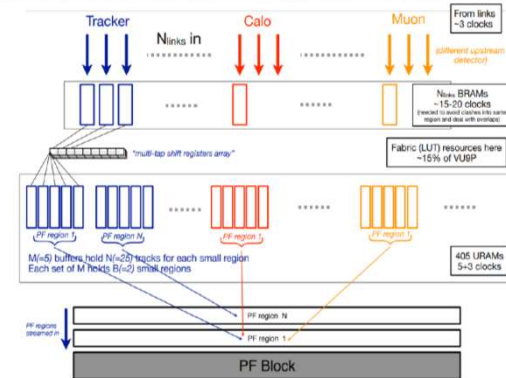 Tracker
N_links in
Calo
Muon
From links
~3 clocks
(different upstream
detector)
N_links BRAMs
~15-20 clocks
(needed to avoid clashes into same
region and deal with overlaps)
"multi-tap shift registers array"
Fabric (LUT) resources here
~15% of VU9P
PF region 1
PF region N
PF region 1
PF region 1
M(=5) buffers hold N(=25) tracks for each small region
Each set of M holds B(=2) small regions
405 URAMs
5+3 clocks
PF regions
streamed in
PF region N
PF region 1
PF Block